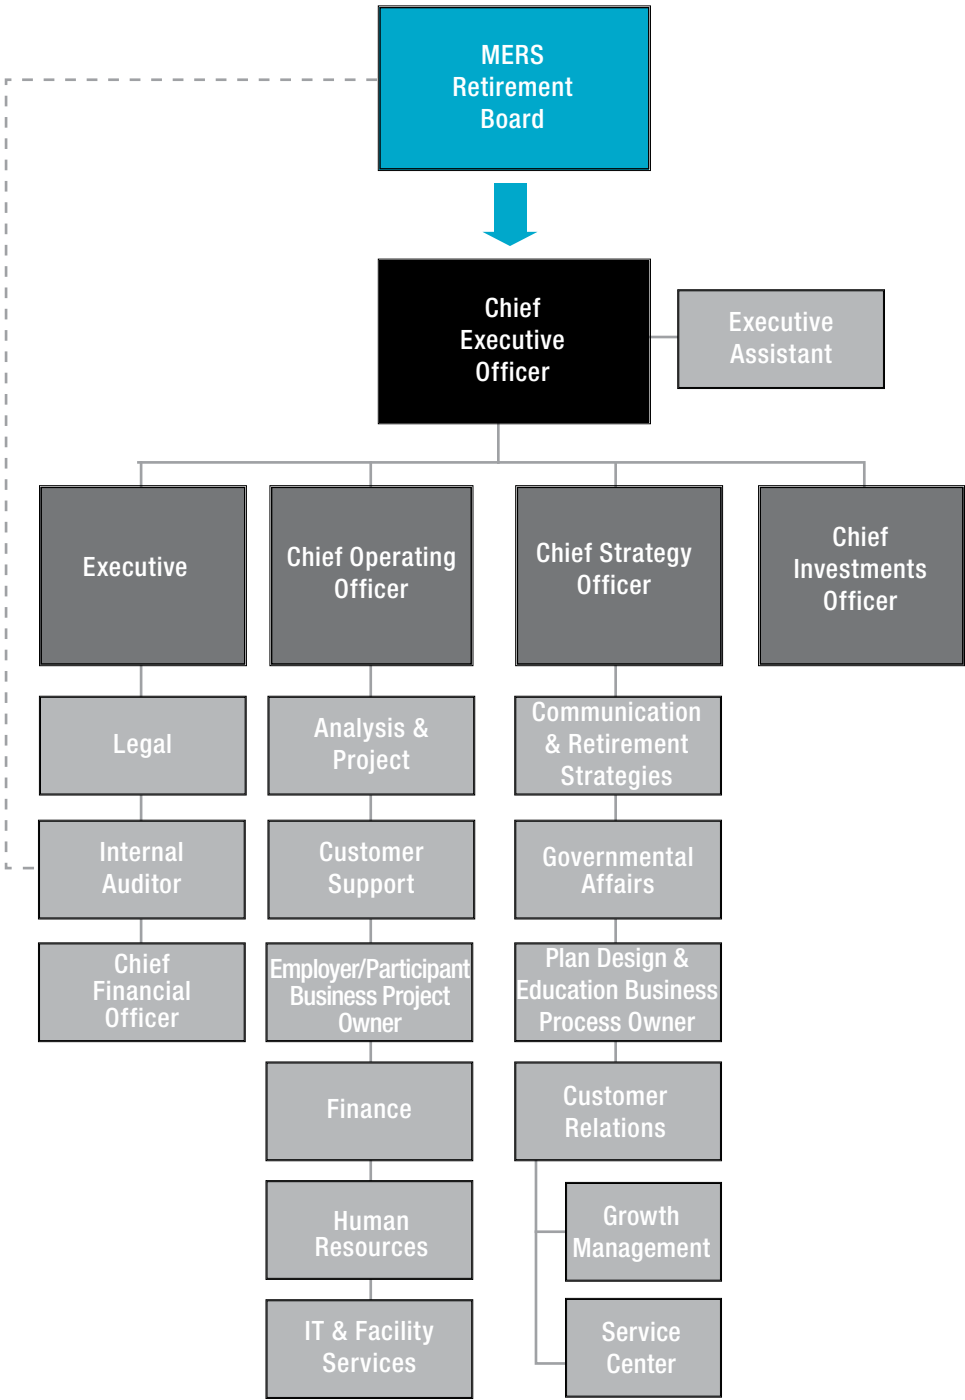 MERS
Retirement
Board
Chief
Executive
Officer
Executive
Assistant
Executive
Chief Operating
Officer
Chief Strategy
Officer
Chief
Investments
Officer
Legal
Internal
Auditor
Chief
Financial
Officer
Analysis &
Project
Customer
Support
Employer/Participant
Business Project
Owner
Finance
Human
Resources
IT & Facility
Services
Communication
& Retirement
Strategies
Governmental
Affairs
Plan Design &
Education Business
Process Owner
Customer
Relations
Growth
Management
Service
Center